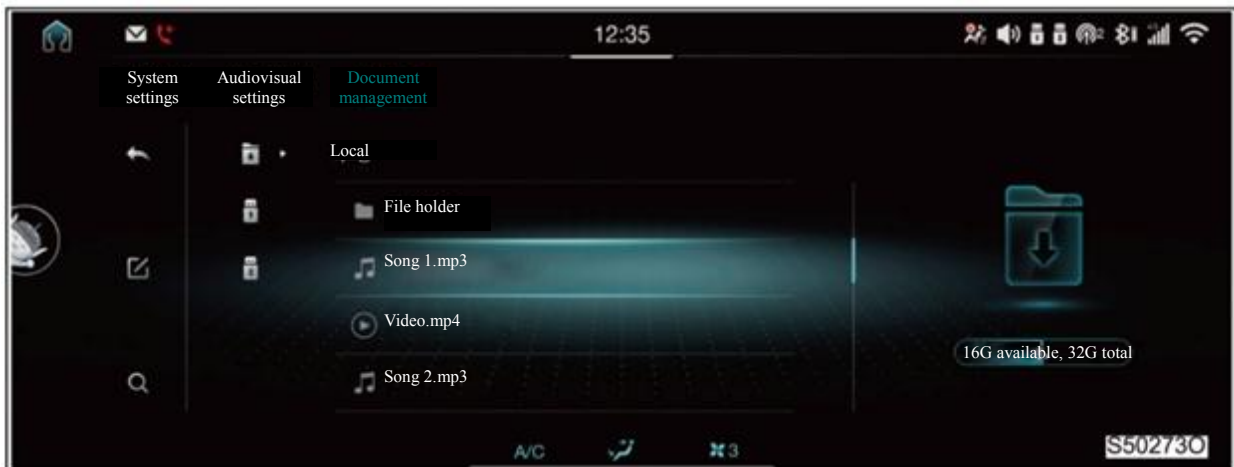 12:35
System
settings
Audiovisual
settings
Document
management
Local
File holder
Song 1.mp3
Video.mp4
Song 2.mp3
16G available, 32G total
A/C
3
S50273O